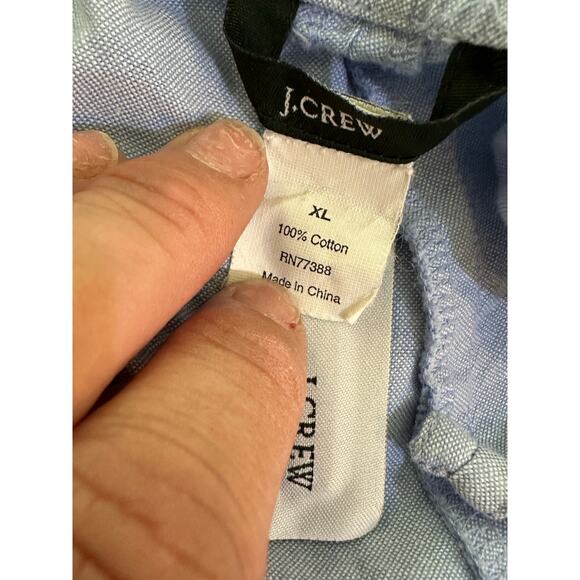 J.CREW
XL
100% Cotton
RN77388
Made in China
J.CREW